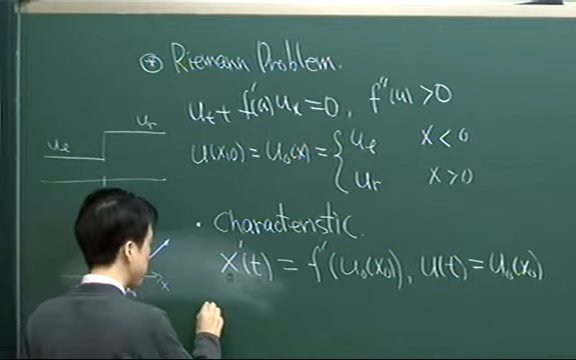 ⊛ Riemann Problem.
u_t + f'(u)u_x = 0, f''(u) > 0
u_ℓ u_r
u(x,0) = u_0(x) = { u_ℓ x < 0
u_r x > 0
• Characteristic.
x'(t) = f'(u_0(x_0)), u(t) = u_0(x_0)
x